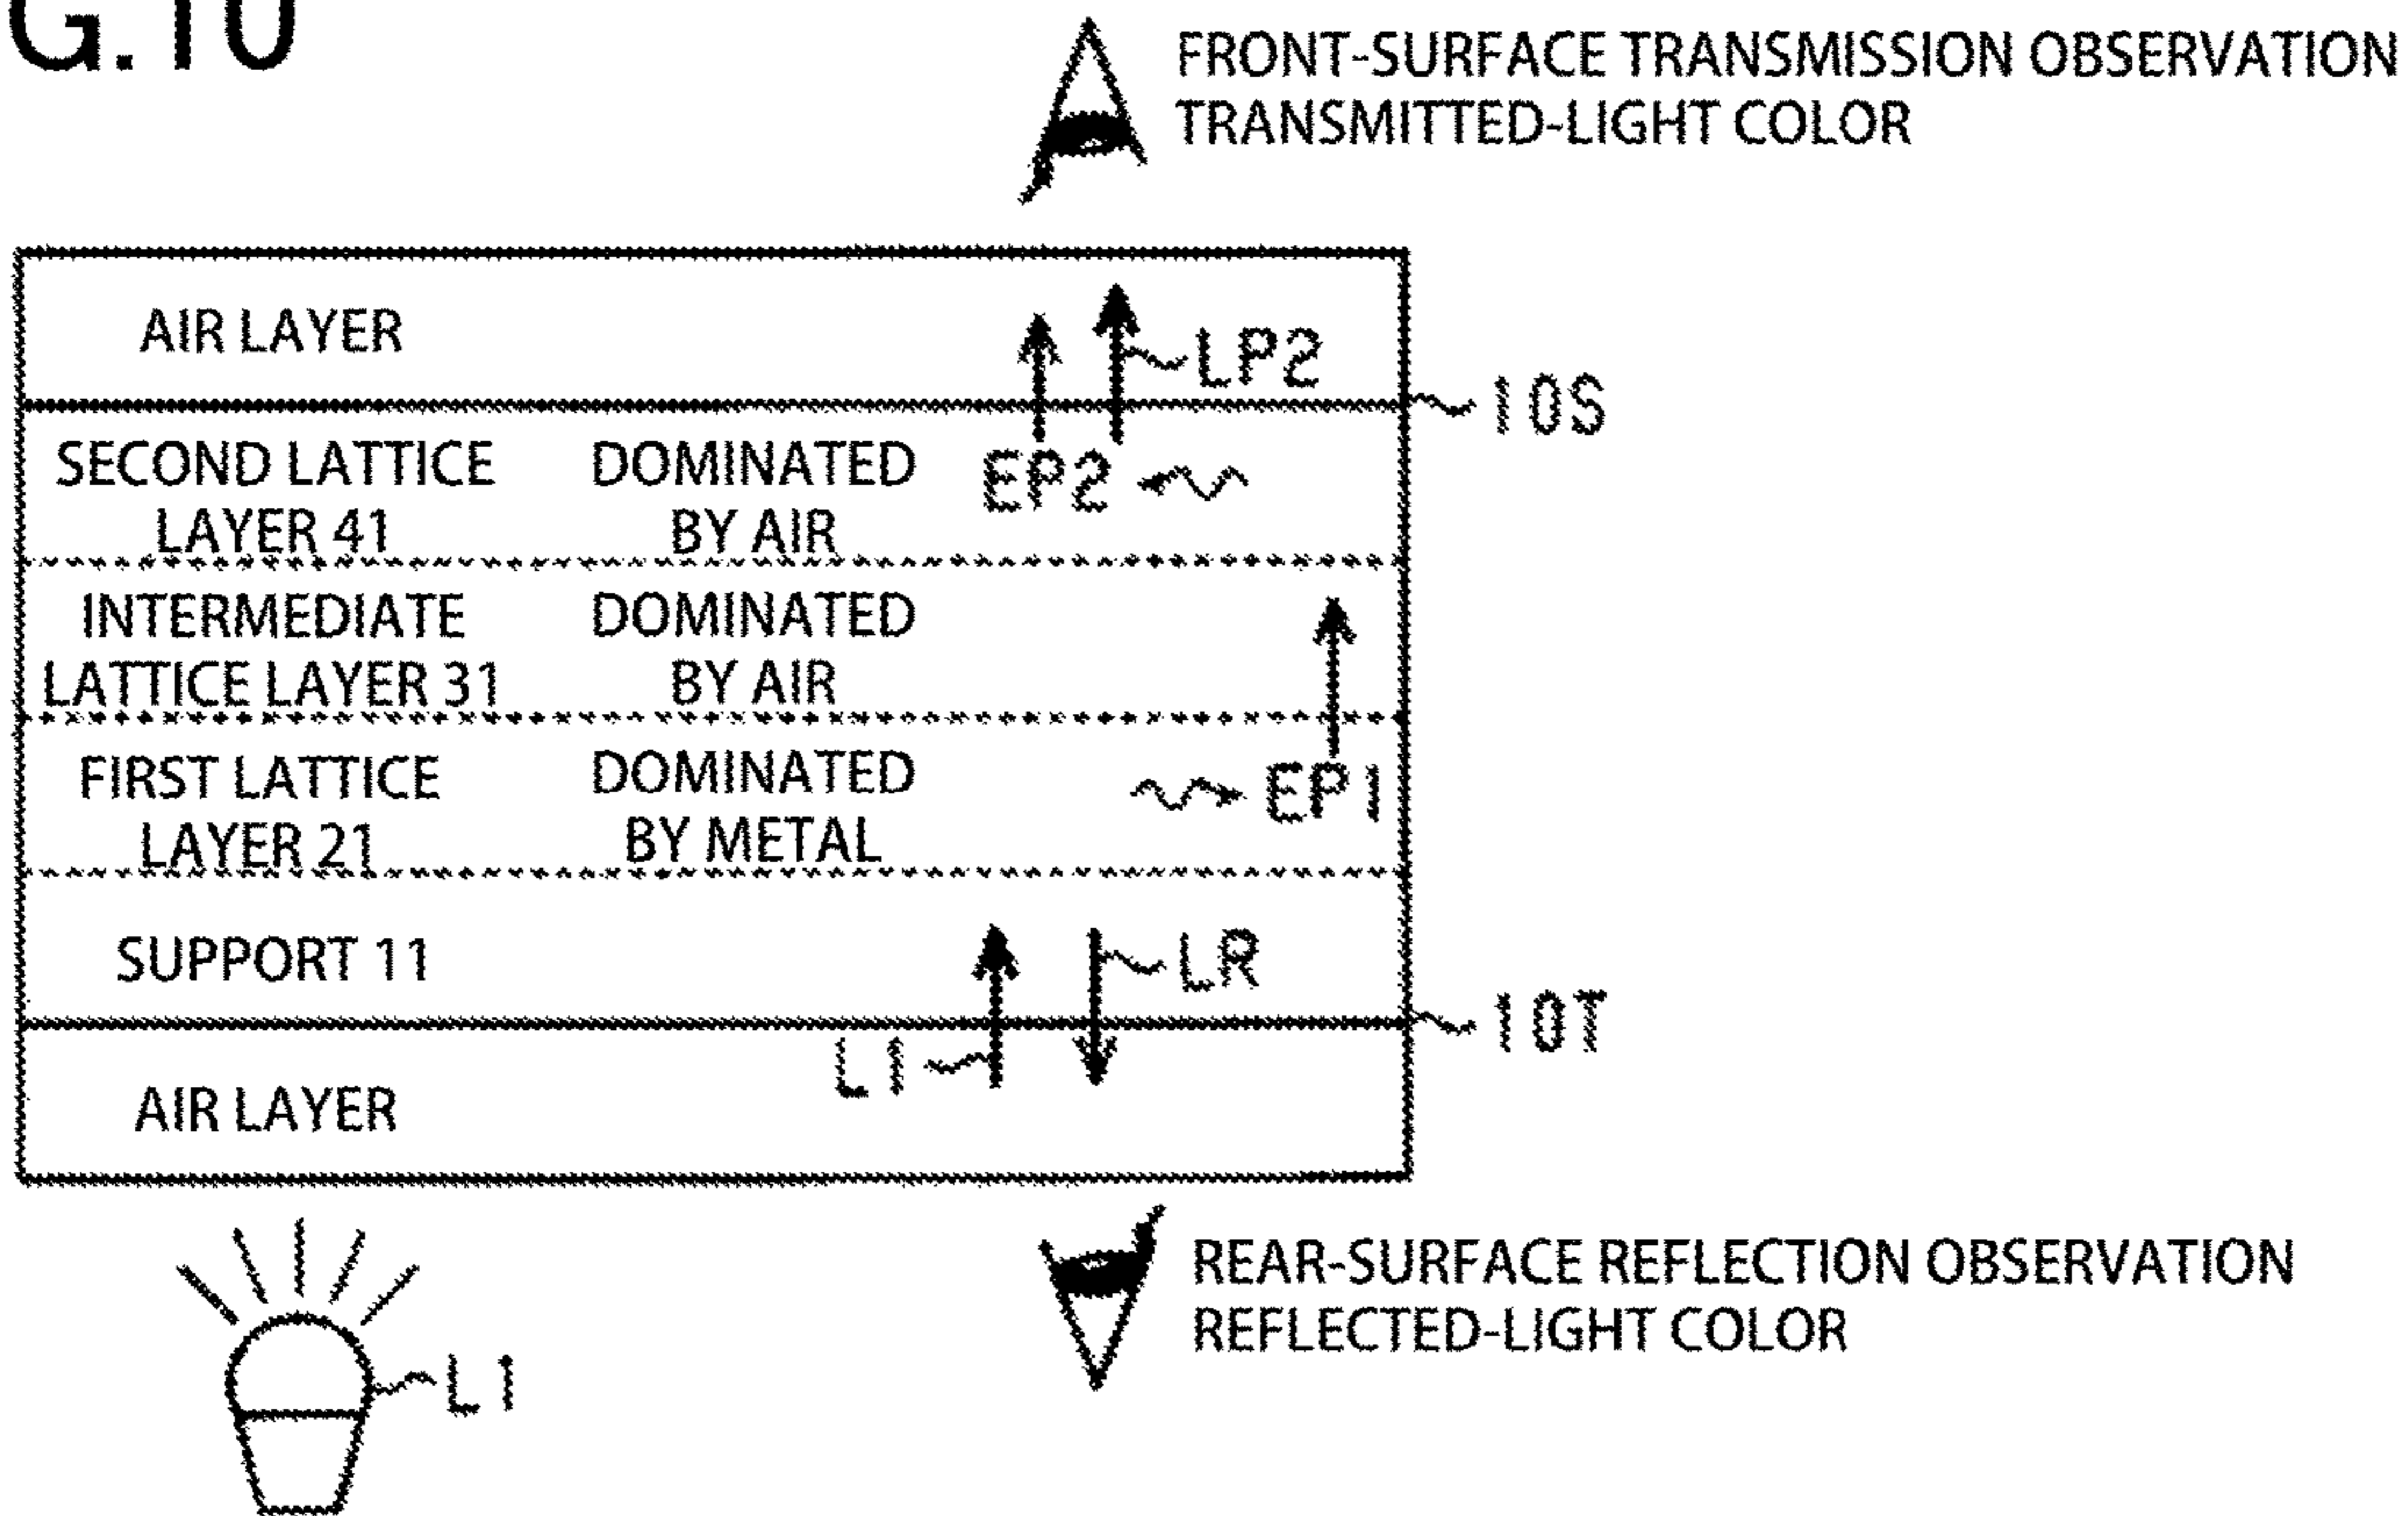 G.10
FRONT-SURFACE TRANSMISSION OBSERVATION
TRANSMITTED-LIGHT COLOR
AIR LAYER
LP2
10S
SECOND LATTICE
LAYER 41
DOMINATED
BY AIR
EP2
INTERMEDIATE
LATTICE LAYER 31
DOMINATED
BY AIR
FIRST LATTICE
LAYER 21
DOMINATED
BY METAL
EP1
SUPPORT 11
LR
10T
L1
AIR LAYER
REAR-SURFACE REFLECTION OBSERVATION
REFLECTED-LIGHT COLOR
L1